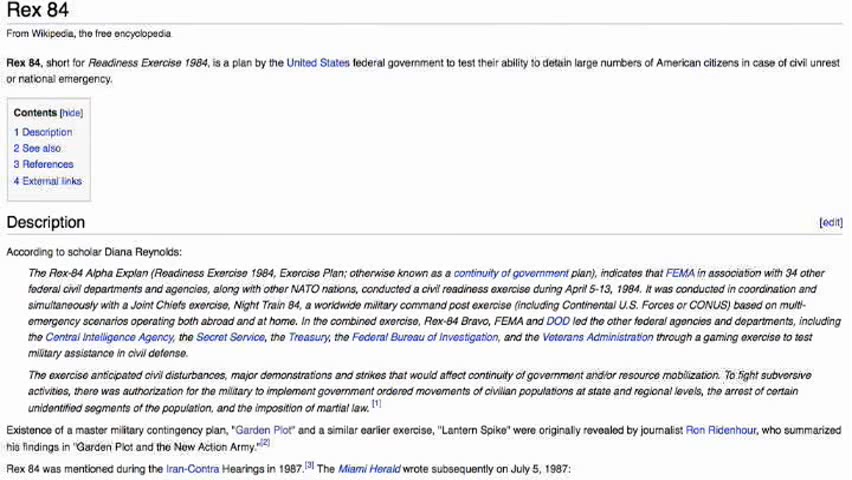 Rex 84
From Wikipedia, the free encyclopedia
Rex 84, short for Readiness Exercise 1984, is a plan by the United States federal government to test their ability to detain large numbers of American citizens in case of civil unrest
or national emergency.
Contents [hide]
1 Description
2 See also
3 References
4 External links
Description
[edit]
According to scholar Diana Reynolds:
The Rex-84 Alpha Explan (Readiness Exercise 1984, Exercise Plan; otherwise known as a continuity of government plan), indicates that FEMA in association with 34 other
federal civil departments and agencies, along with other NATO nations, conducted a civil readiness exercise during April 5-13, 1984. It was conducted in coordination and
simultaneously with a Joint Chiefs exercise, Night Train 84, a worldwide military command post exercise (including Continental U.S. Forces or CONUS) based on multi-
emergency scenarios operating both abroad and at home. In the combined exercise, Rex-84 Bravo, FEMA and DOD led the other federal agencies and departments, including
the Central Intelligence Agency, the Secret Service, the Treasury, the Federal Bureau of Investigation, and the Veterans Administration through a gaming exercise to test
military assistance in civil defense.
The exercise anticipated civil disturbances, major demonstrations and strikes that would affect continuity of government and/or resource mobilization. To fight subversive
activities, there was authorization for the military to implement government ordered movements of civilian populations at state and regional levels, the arrest of certain
unidentified segments of the population, and the imposition of martial law. [1]
Existence of a master military contingency plan, "Garden Plot" and a similar earlier exercise, "Lantern Spike" were originally revealed by journalist Ron Ridenhour, who summarized
his findings in "Garden Plot and the New Action Army."[2]
Rex 84 was mentioned during the Iran-Contra Hearings in 1987.[3] The Miami Herald wrote subsequently on July 5, 1987: